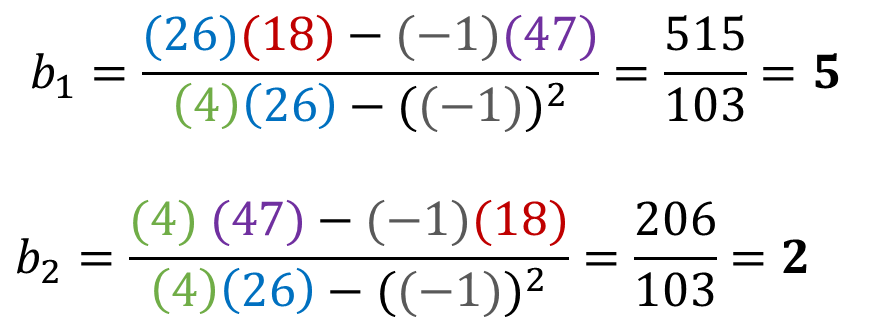 b₁ = (26)(18) − (−1)(47) / (4)(26) − ((−1))² = 515 / 103 = 5
b₂ = (4) (47) − (−1)(18) / (4)(26) − ((−1))² = 206 / 103 = 2